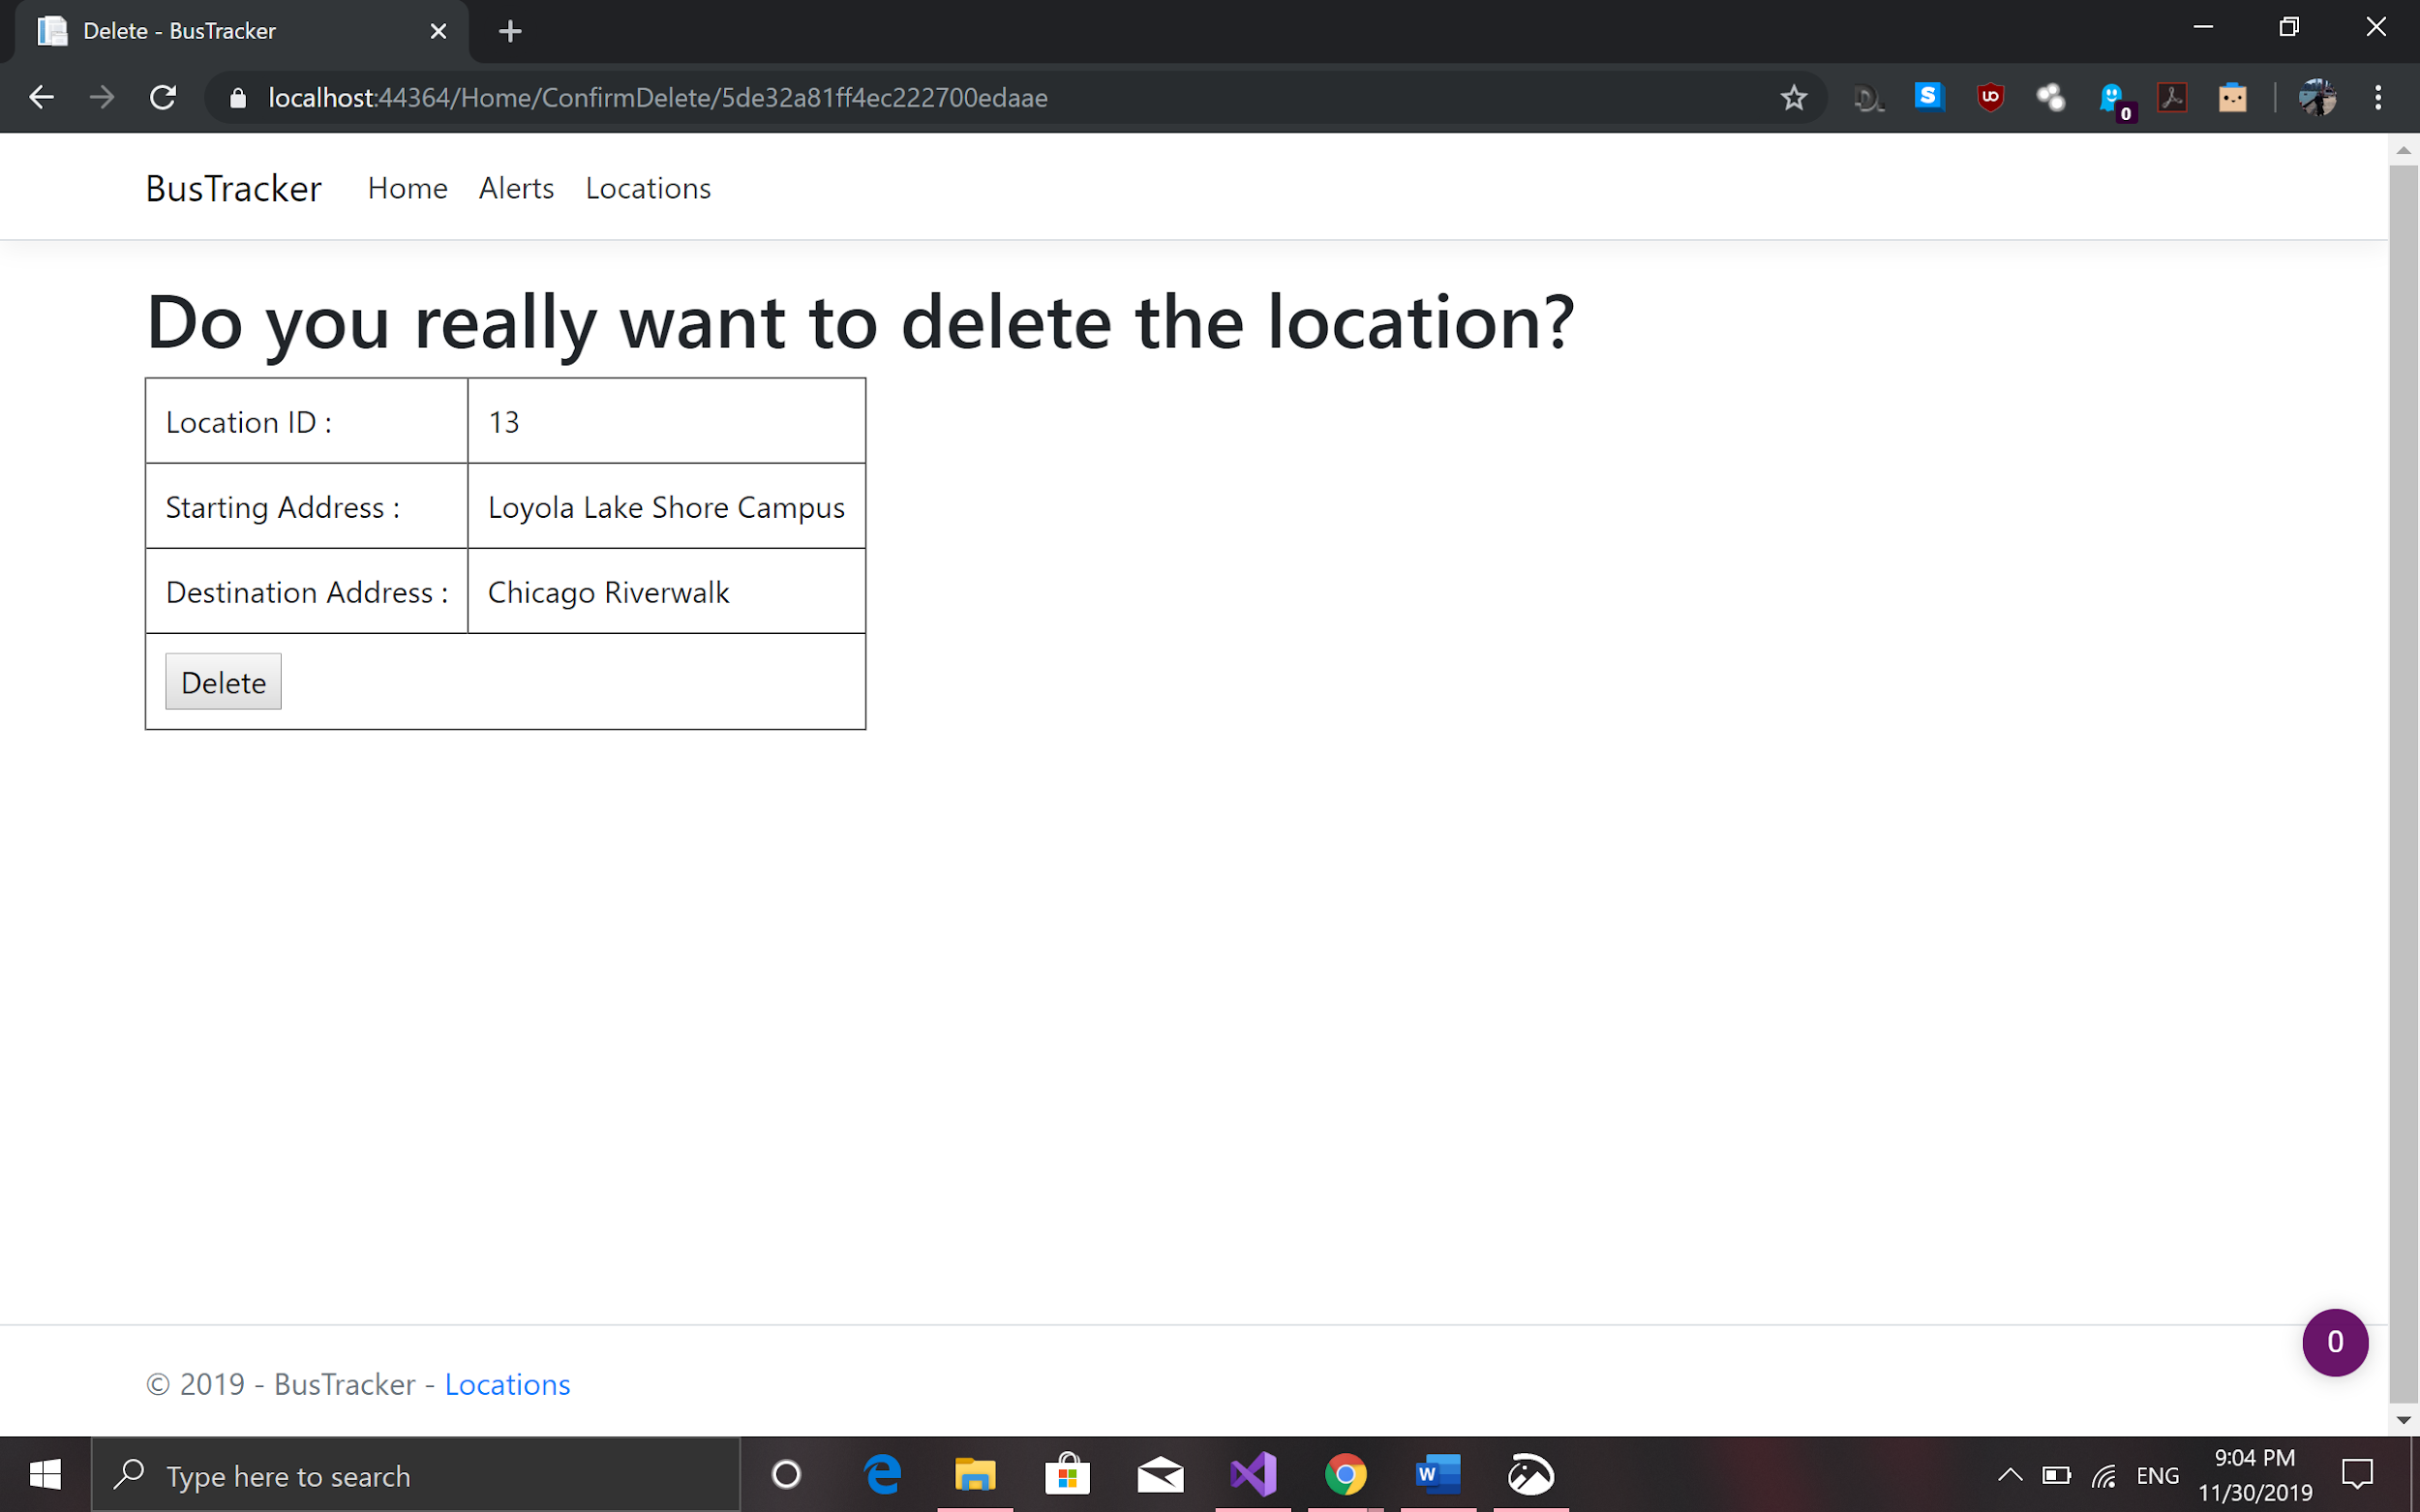 Delete - BusTracker
localhost:44364/Home/ConfirmDelete/5de32a81ff4ec222700edaae
0
BusTracker Home Alerts Locations
Do you really want to delete the location?
Location ID : 13
Starting Address : Loyola Lake Shore Campus
Destination Address : Chicago Riverwalk
Delete
0
© 2019 - BusTracker - Locations
Type here to search
ENG
9:04 PM
11/30/2019